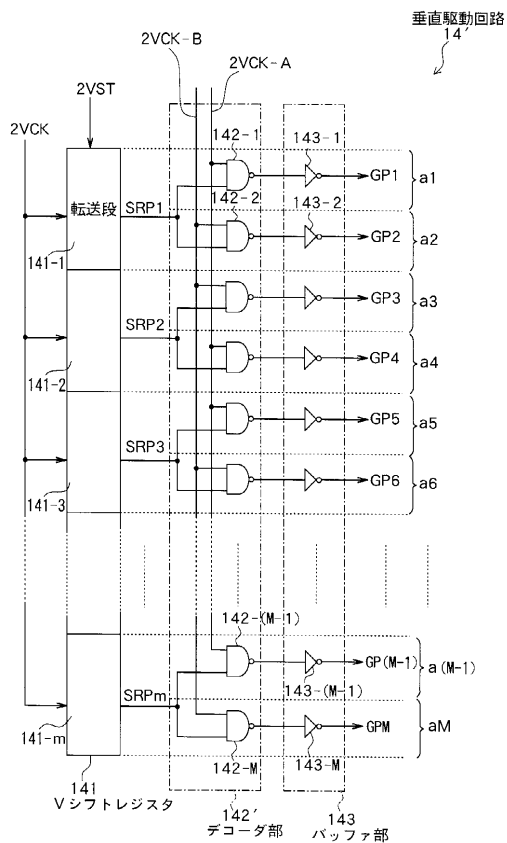 垂直駆動回路
14′
2VCK-B
2VCK-A
2VST
2VCK
142-1
143-1
GP1
a1
転送段
SRP1
142-2
143-2
GP2
a2
141-1
GP3
a3
SRP2
GP4
a4
141-2
GP5
a5
SRP3
GP6
a6
141-3
142-(M-1)
GP(M-1)
a(M-1)
143-(M-1)
SRPm
GPM
aM
141-m
142-M
143-M
141
Vシフトレジスタ
142′
デコーダ部
143
バッファ部